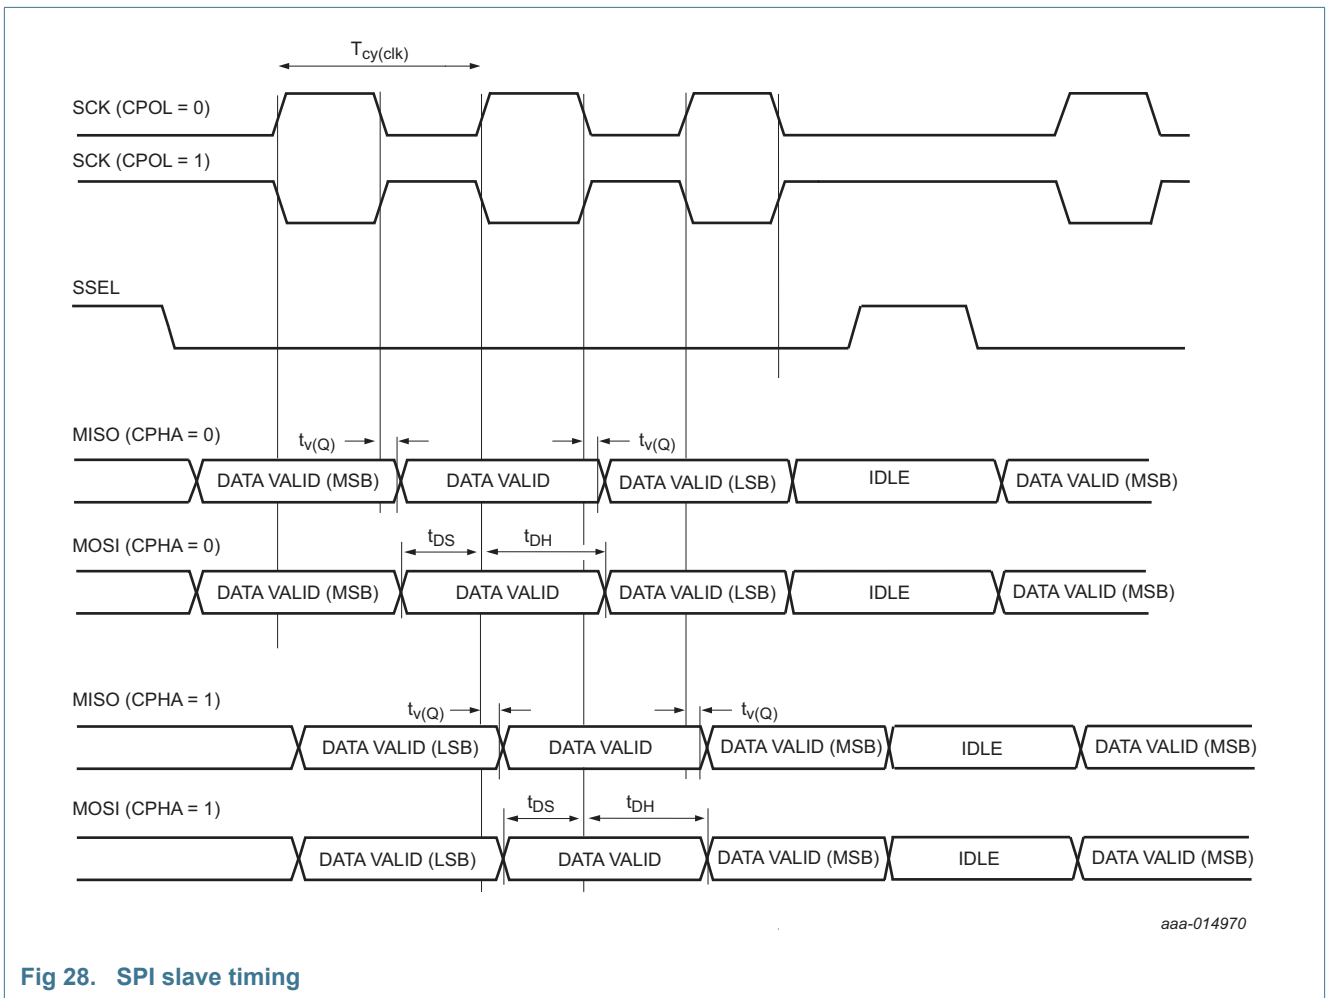 Tcy(clk)
SCK (CPOL = 0)
SCK (CPOL = 1)
SSEL
MISO (CPHA = 0)
tv(Q)
tv(Q)
DATA VALID (MSB)
DATA VALID
DATA VALID (LSB)
IDLE
DATA VALID (MSB)
MOSI (CPHA = 0)
tDS
tDH
DATA VALID (MSB)
DATA VALID
DATA VALID (LSB)
IDLE
DATA VALID (MSB)
MISO (CPHA = 1)
tv(Q)
tv(Q)
DATA VALID (LSB)
DATA VALID
DATA VALID (MSB)
IDLE
DATA VALID (MSB)
MOSI (CPHA = 1)
tDS
tDH
DATA VALID (LSB)
DATA VALID
DATA VALID (MSB)
IDLE
DATA VALID (MSB)
aaa-014970
Fig 28. SPI slave timing